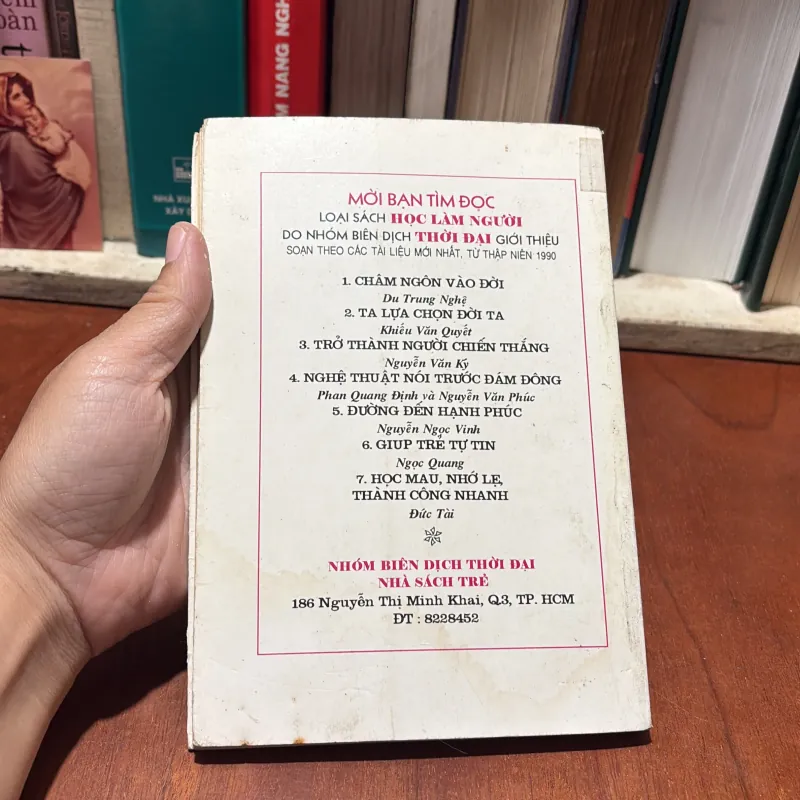 MỜI BẠN TÌM ĐỌC
LOẠI SÁCH HỌC LÀM NGƯỜI
DO NHÓM BIÊN DỊCH THỜI ĐẠI GIỚI THIỆU
SOẠN THEO CÁC TÀI LIỆU MỚI NHẤT, TỪ THẬP NIÊN 1990
1. CHÂM NGÔN VÀO ĐỜI
Du Trung Nghệ
2. TA LỰA CHỌN ĐỜI TA
Khiếu Văn Quyết
3. TRỞ THÀNH NGƯỜI CHIẾN THẮNG
Nguyễn Văn Ký
4. NGHỆ THUẬT NÓI TRƯỚC ĐÁM ĐÔNG
Phan Quang Định và Nguyễn Văn Phúc
5. ĐƯỜNG ĐẾN HẠNH PHÚC
Nguyễn Ngọc Vinh
6. GIUP TRẺ TỰ TIN
Ngọc Quang
7. HỌC MAU, NHỚ LẸ,
THÀNH CÔNG NHANH
Đức Tài
NHÓM BIÊN DỊCH THỜI ĐẠI
NHÀ SÁCH TRẺ
186 Nguyễn Thị Minh Khai, Q.3, TP. HCM
ĐT : 8228452
NANG
NHÀ XU
XÂY